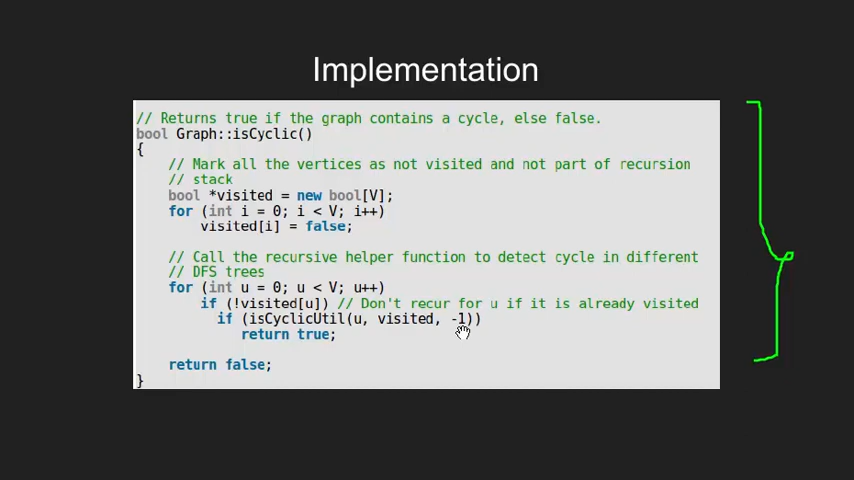 Implementation
// Returns true if the graph contains a cycle, else false.
bool Graph::isCyclic()
{
// Mark all the vertices as not visited and not part of recursion
// stack
bool *visited = new bool[V];
for (int i = 0; i < V; i++)
visited[i] = false;
// Call the recursive helper function to detect cycle in different
// DFS trees
for (int u = 0; u < V; u++)
if (!visited[u]) // Don't recur for u if it is already visited
if (isCyclicUtil(u, visited, -1))
return true;
return false;
}